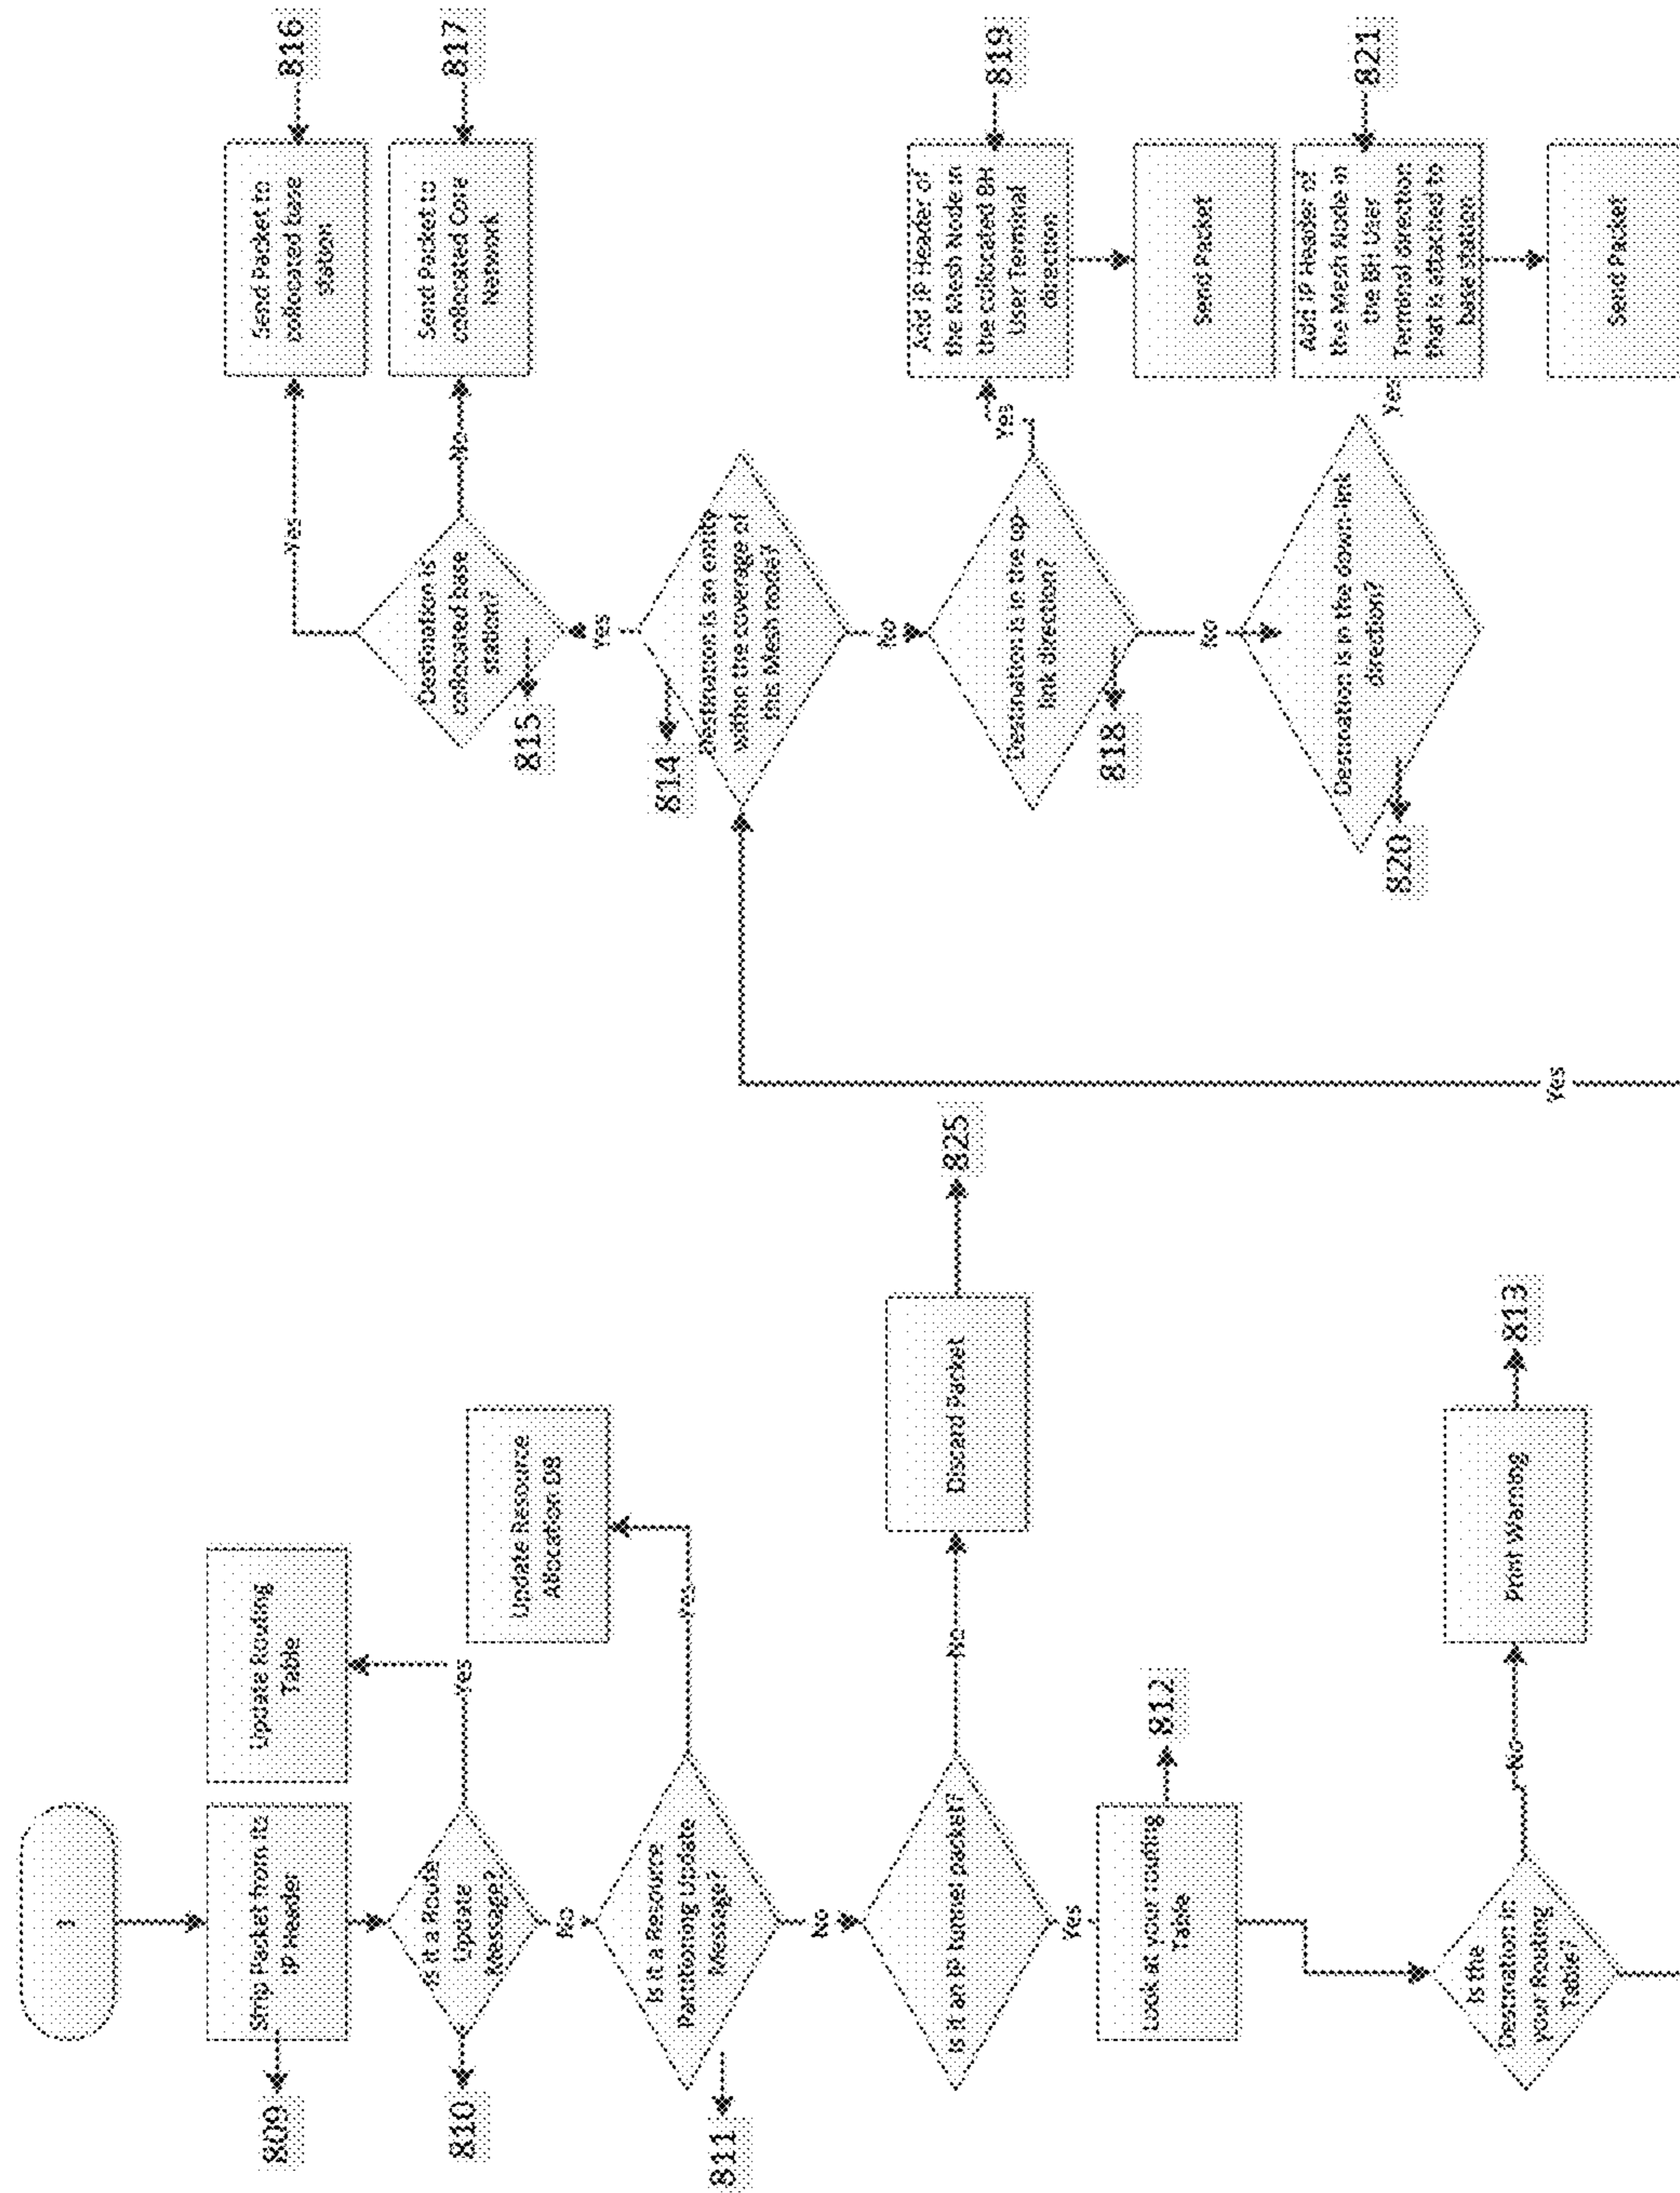 1
Strip Packet from its
IP Header
809
Is it a Route
Update
Message?
810
Yes
Update Routing
Table
No
Is it a Resource
Partitioning Update
Message?
811
Yes
Update Resource
Allocation DB
No
Is it an IP tunnel packet?
No
Discard Packet
825
Yes
Look at your routing
Table
812
Is the
Destination in
your Routing
Table?
No
Print Warning
813
Yes
Destination is an entity
within the coverage of
this Mesh node?
814
Yes
Destination is
collocated base
station?
815
Yes
Send Packet to
collocated base
station
816
No
Send Packet to
collocated Core
Network
817
No
Destination is in the up-
link direction?
818
Yes
Add IP Header of
the Mesh Node in
the collocated BH
User Terminal
direction
819
Send Packet
No
Destination is in the down-link
direction?
820
Yes
Add IP Header of
the Mesh Node in
the BH User
Terminal direction
that is attached to
base station
821
Send Packet